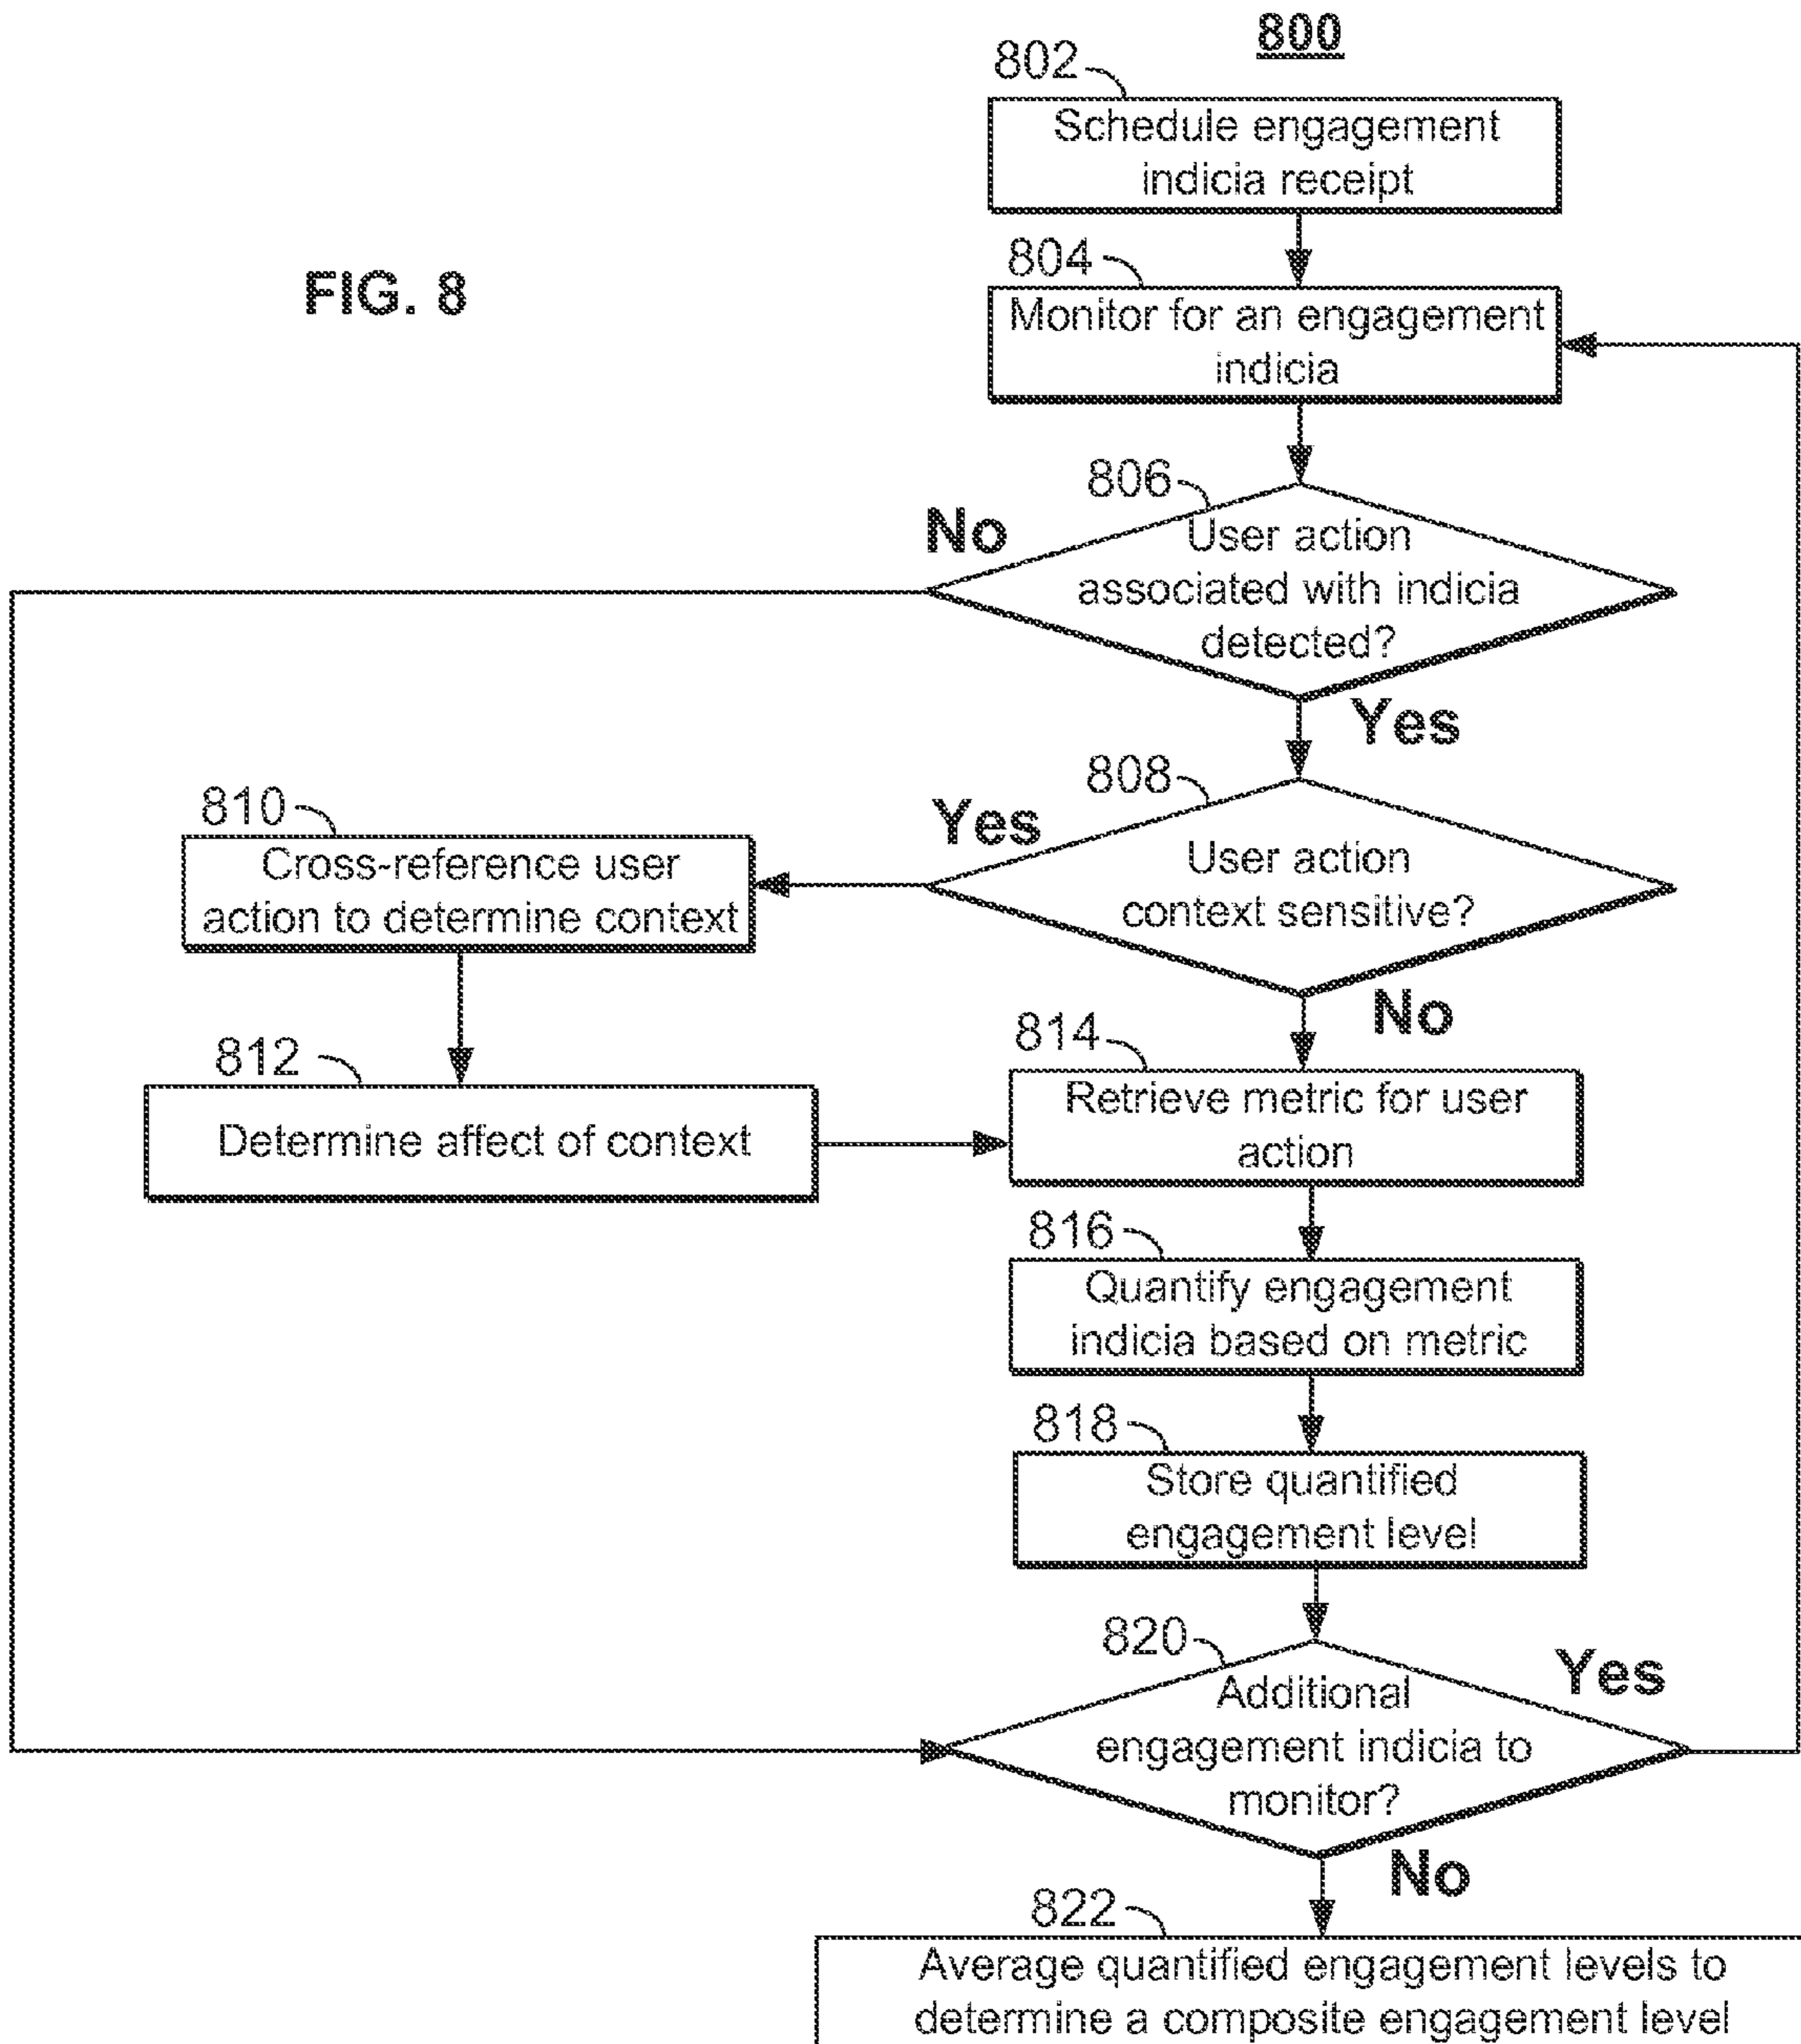 800
802
Schedule engagement
indicia receipt
FIG. 8
804
Monitor for an engagement
indicia
806
No
User action
associated with indicia
detected?
Yes
808
810
Yes
Cross-reference user
action to determine context
User action
context sensitive?
No
812
814
Determine affect of context
Retrieve metric for user
action
816
Quantify engagement
indicia based on metric
818
Store quantified
engagement level
820
Yes
Additional
engagement indicia to
monitor?
No
822
Average quantified engagement levels to
determine a composite engagement level